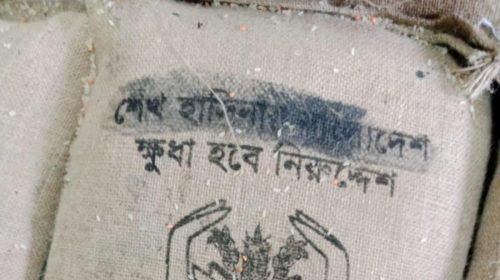 শেখ হাসিনার বাংলাদেশ
ক্ষুধা হবে নিরুদ্দেশ